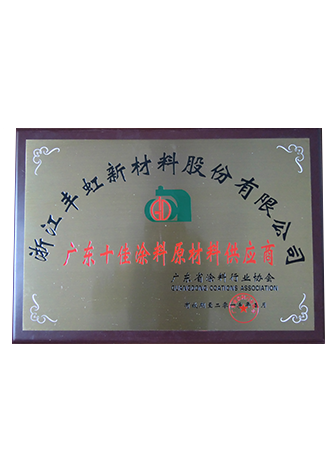 浙江丰虹新材料股份有限公司
广东十佳涂料原材料供应商
广东省涂料行业协会
GUANGDONG COATIONS ASSOCIATION